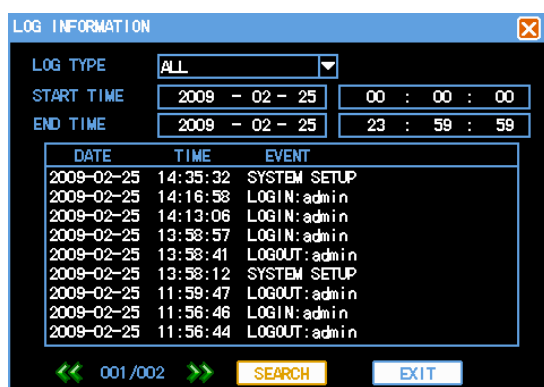 LOG INFORMATION
LOG TYPE ALL
START TIME 2009 - 02 - 25 00 : 00 : 00
END TIME 2009 - 02 - 25 23 : 59 : 59
DATE TIME EVENT
2009-02-25 14:35:32 SYSTEM SETUP
2009-02-25 14:16:58 LOGIN:admin
2009-02-25 14:13:06 LOGIN:admin
2009-02-25 13:58:57 LOGIN:admin
2009-02-25 13:58:41 LOGOUT:admin
2009-02-25 13:58:12 SYSTEM SETUP
2009-02-25 11:59:47 LOGOUT:admin
2009-02-25 11:56:46 LOGIN:admin
2009-02-25 11:56:44 LOGOUT:admin
001/002 SEARCH EXIT